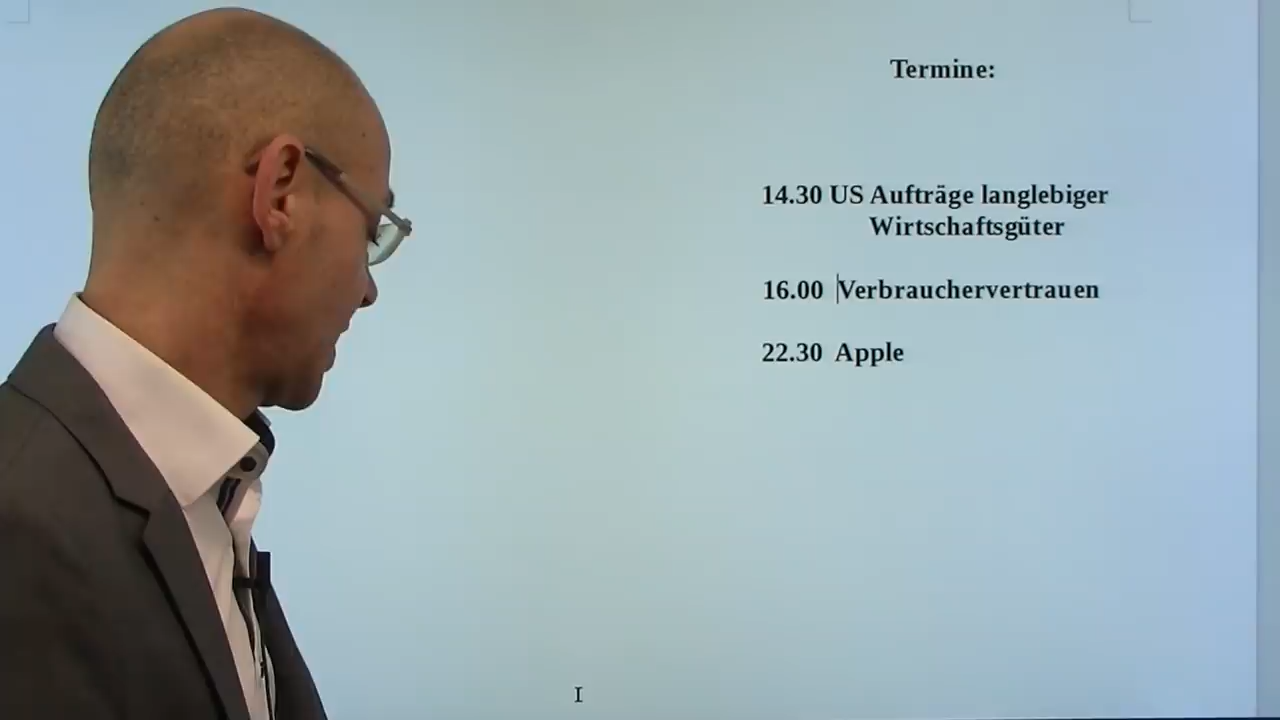 Termine:
14.30 US Aufträge langlebiger
Wirtschaftsgüter
16.00 Verbrauchervertrauen
22.30 Apple